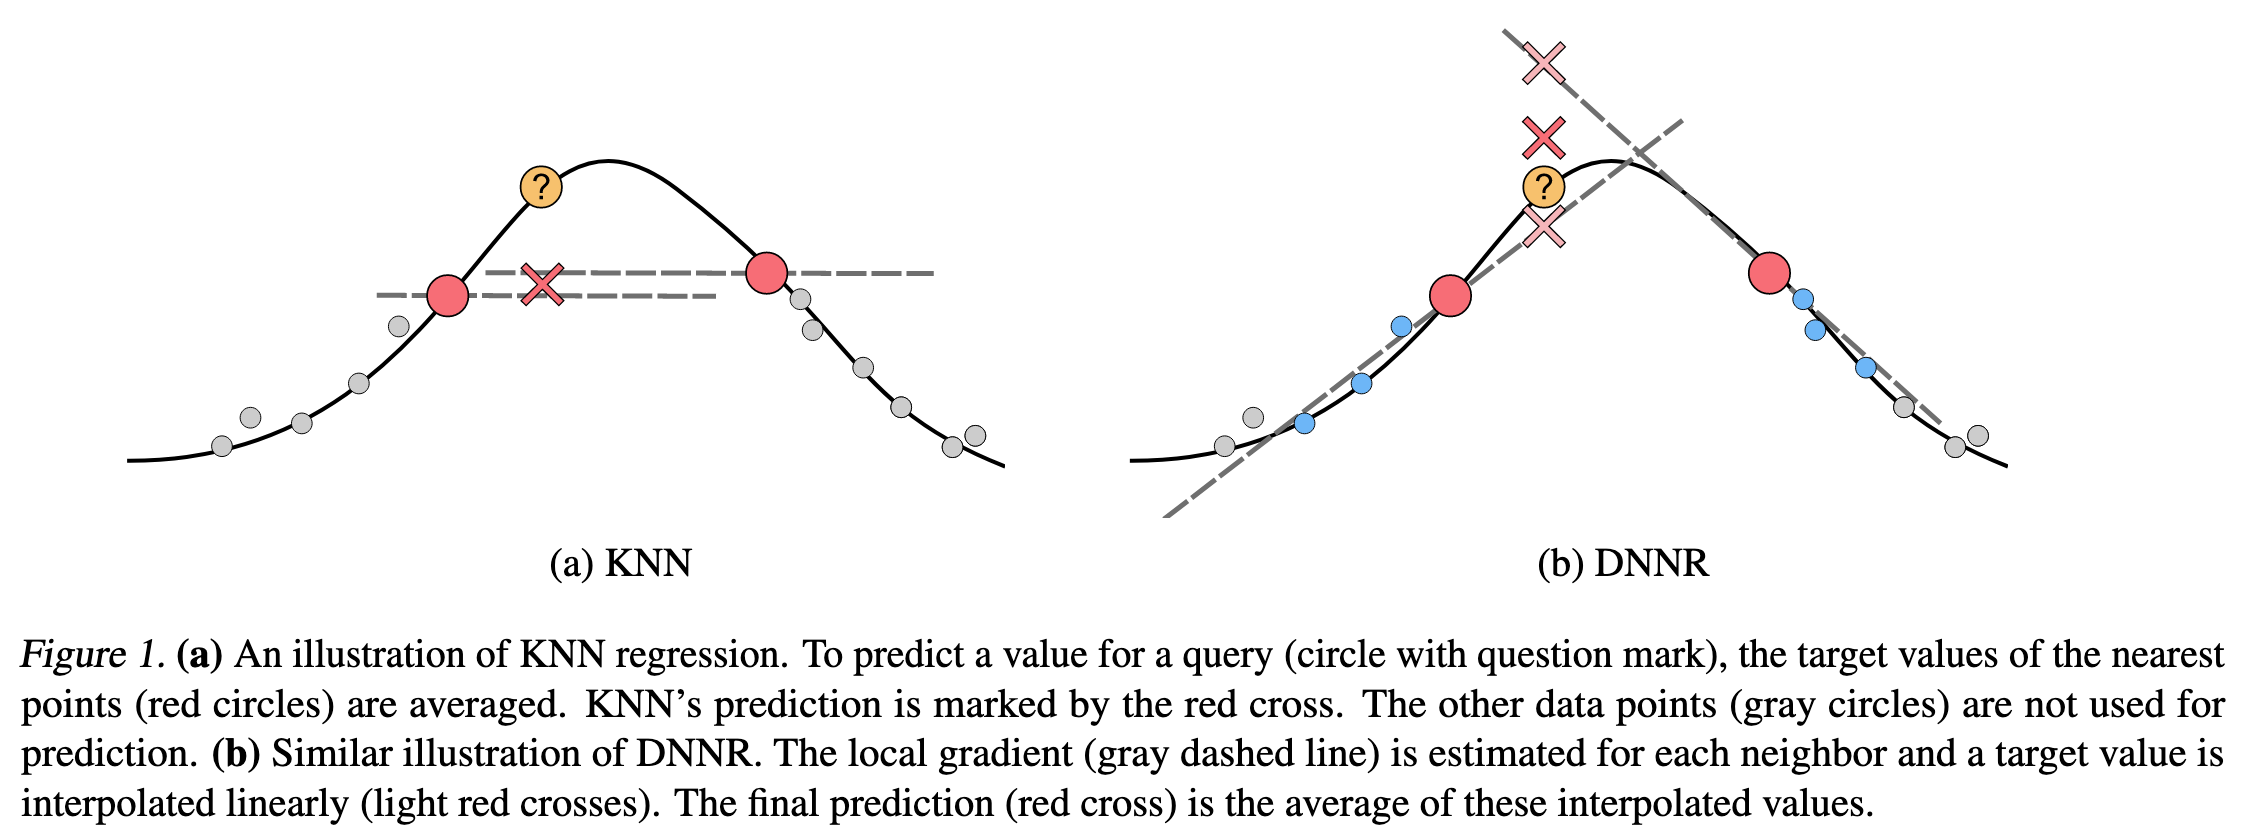 ?
?
(a) KNN
(b) DNNR
Figure 1. (a) An illustration of KNN regression. To predict a value for a query (circle with question mark), the target values of the nearest
points (red circles) are averaged. KNN’s prediction is marked by the red cross. The other data points (gray circles) are not used for
prediction. (b) Similar illustration of DNNR. The local gradient (gray dashed line) is estimated for each neighbor and a target value is
interpolated linearly (light red crosses). The final prediction (red cross) is the average of these interpolated values.